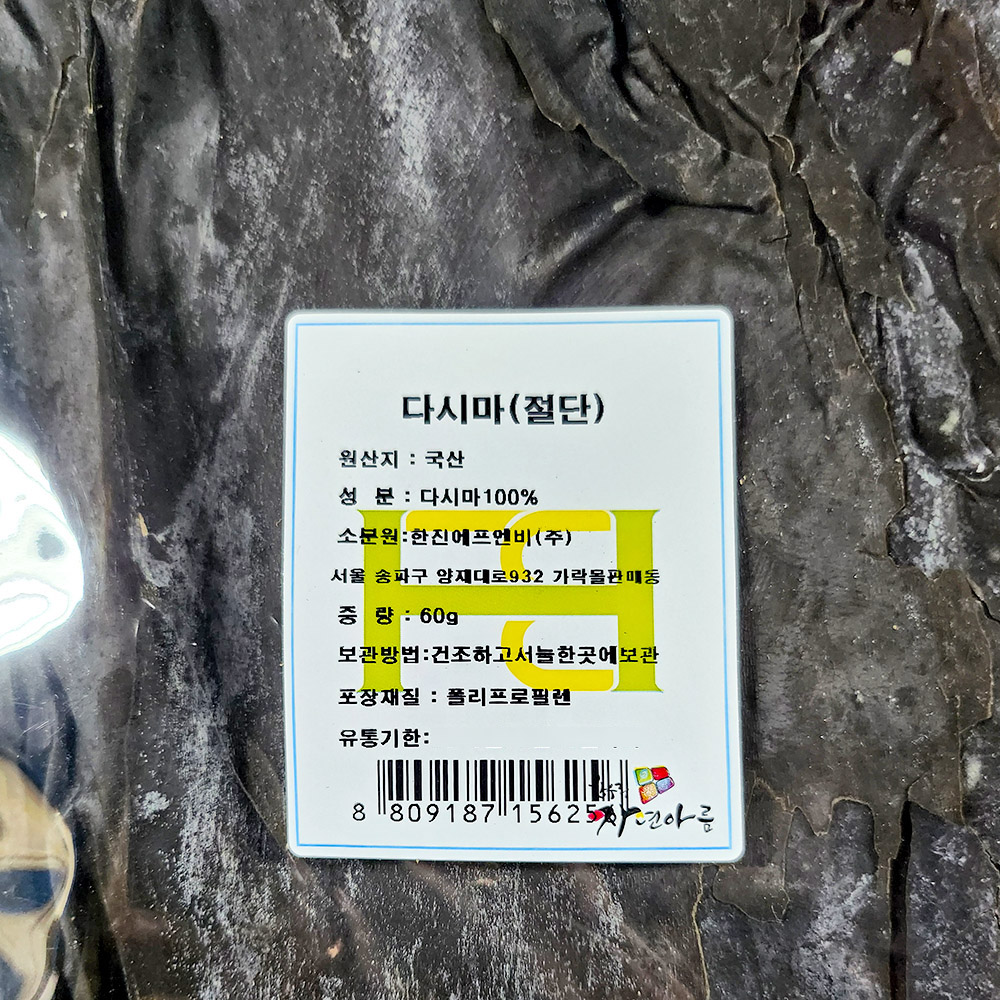 다시마(절단)
원산지 : 국산
성 분 : 다시마100%
소분원:한진에프엔비(주)
서울 송파구 양재대로932 가락몰판매동
중 량 : 60g
보관방법:건조하고서늘한곳에보관
포장재질 : 폴리프로필렌
유통기한:
8 809187 15625
자연아름